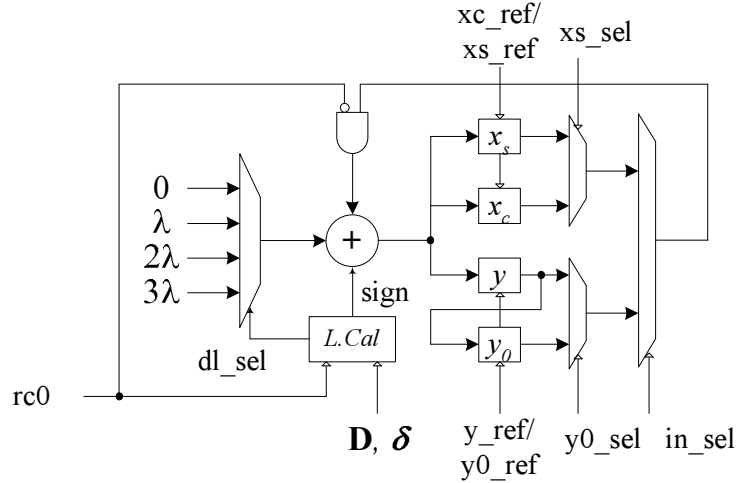 xc_ref/
xs_ref
xs_sel
x_s
x_c
0
λ
2λ
3λ
+
sign
y
y_0
L.Cal
dl_sel
rc0
D, δ
y_ref/
y0_ref
y0_sel
in_sel